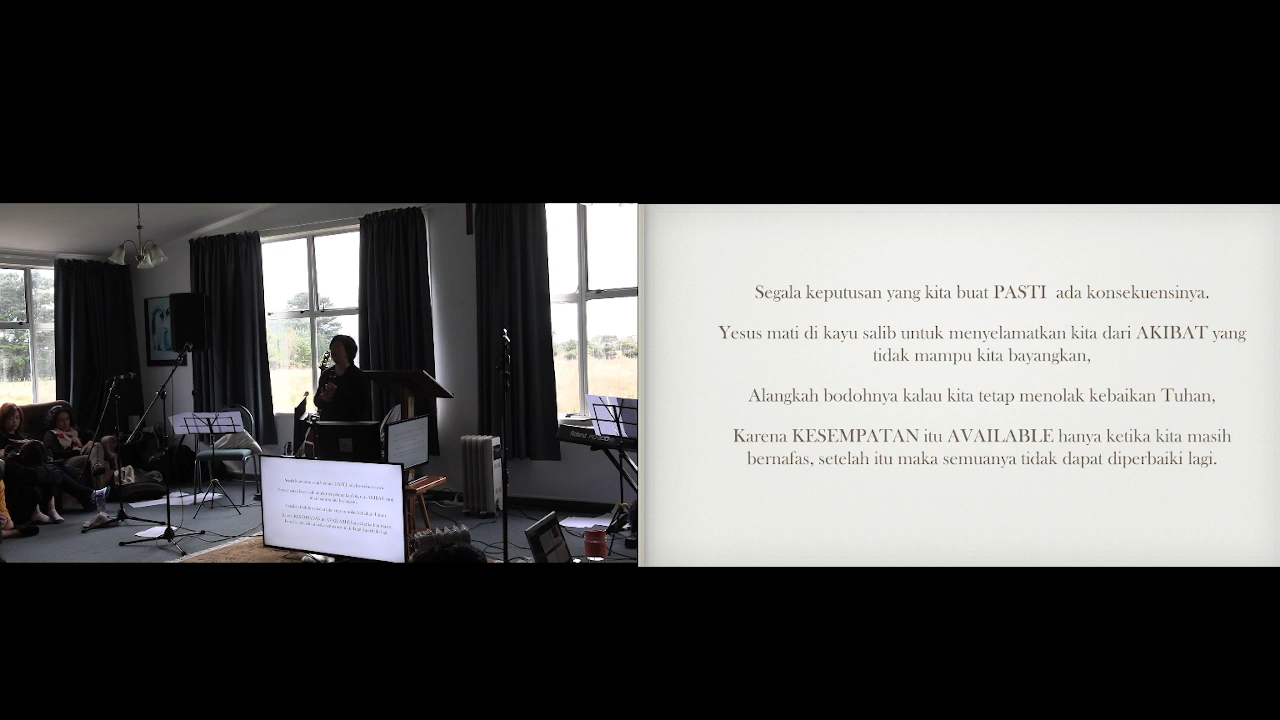 Segala keputusan yang kita buat PASTI ada konsekuensinya.
Yesus mati di kayu salib untuk menyelamatkan kita dari AKIBAT yang
tidak mampu kita bayangkan,
Alangkah bodohnya kalau kita tetap menolak kebaikan Tuhan,
Karena KESEMPATAN itu AVAILABLE hanya ketika kita masih
bernafas, setelah itu maka semuanya tidak dapat diperbaiki lagi.
Roland